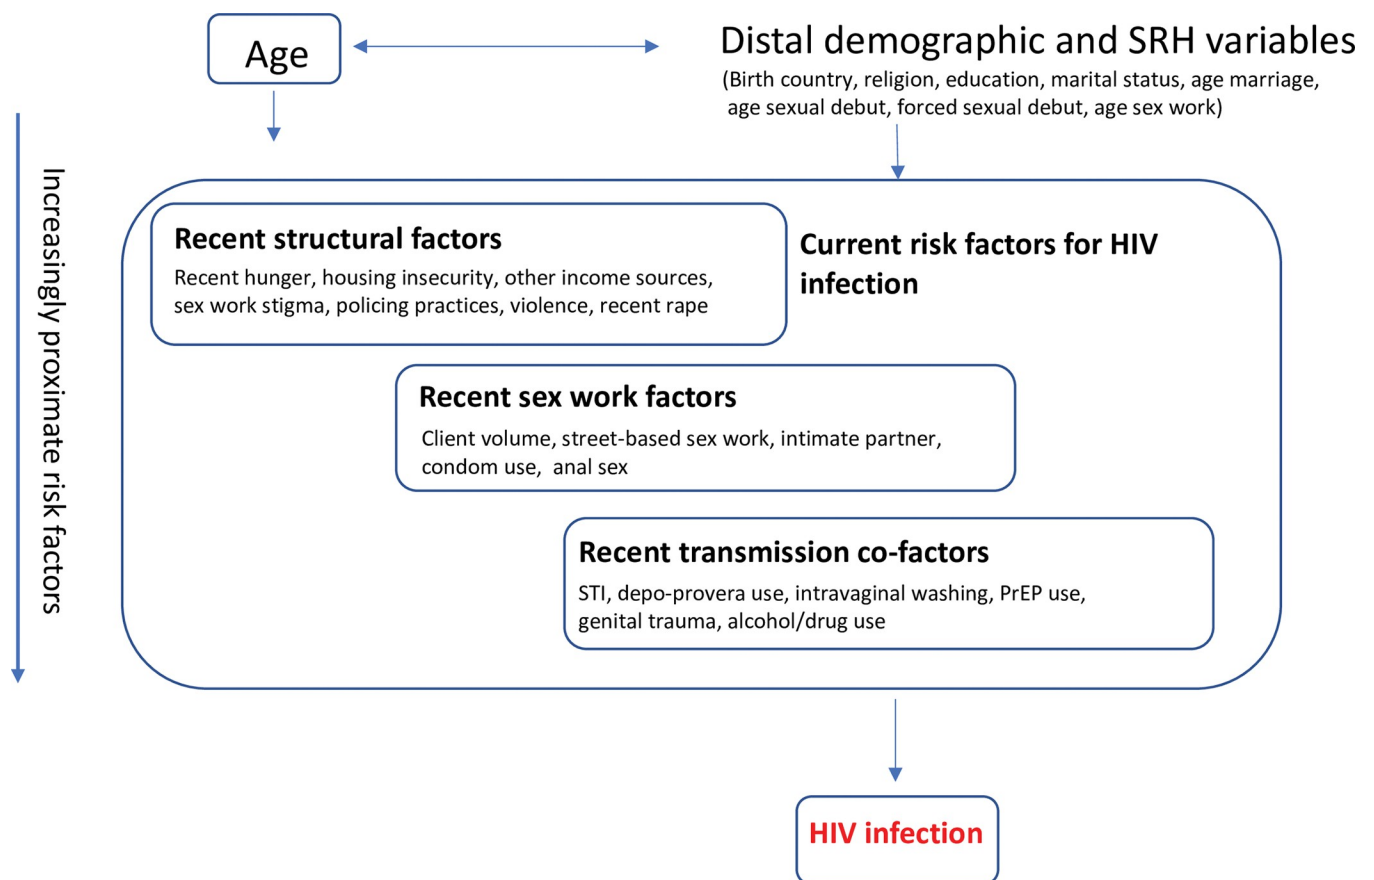 Age
Distal demographic and SRH variables
(Birth country, religion, education, marital status, age marriage,
age sexual debut, forced sexual debut, age sex work)
Increasingly proximate risk factors
Recent structural factors
Recent hunger, housing insecurity, other income sources,
sex work stigma, policing practices, violence, recent rape
Current risk factors for HIV
infection
Recent sex work factors
Client volume, street-based sex work, intimate partner,
condom use, anal sex
Recent transmission co-factors
STI, depo-provera use, intravaginal washing, PrEP use,
genital trauma, alcohol/drug use
HIV infection